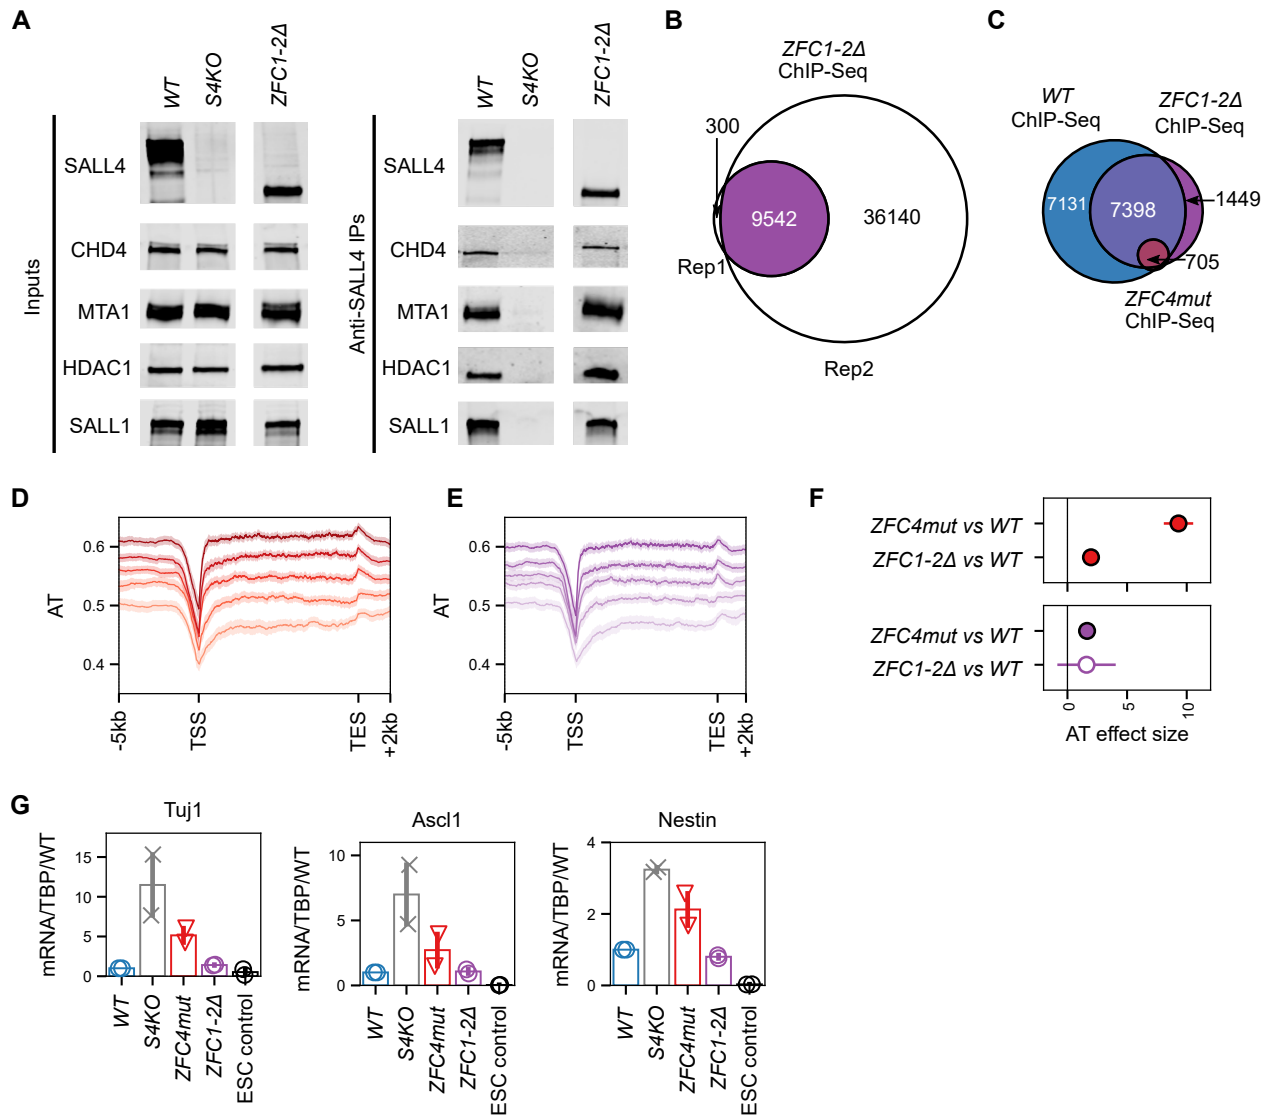 A
WT
S4KO
ZFC1-2Δ
Inputs
SALL4
CHD4
MTA1
HDAC1
SALL1
WT
S4KO
ZFC1-2Δ
Anti-SALL4 IPs
SALL4
CHD4
MTA1
HDAC1
SALL1
B
ZFC1-2Δ
ChIP-Seq
300
9542
36140
Rep1
Rep2
C
WT
ChIP-Seq
ZFC1-2Δ
ChIP-Seq
7131
7398
1449
705
ZFC4mut
ChIP-Seq
D
AT
0.6
0.5
0.4
-5kb
TSS
TES
+2kb
E
AT
0.6
0.5
0.4
-5kb
TSS
TES
+2kb
F
ZFC4mut vs WT
ZFC1-2Δ vs WT
ZFC4mut vs WT
ZFC1-2Δ vs WT
0
5
10
AT effect size
G
Tuj1
mRNA/TBP/WT
15
10
5
0
WT
S4KO
ZFC4mut
ZFC1-2Δ
ESC control
Ascl1
mRNA/TBP/WT
10
5
0
WT
S4KO
ZFC4mut
ZFC1-2Δ
ESC control
Nestin
mRNA/TBP/WT
4
2
0
WT
S4KO
ZFC4mut
ZFC1-2Δ
ESC control